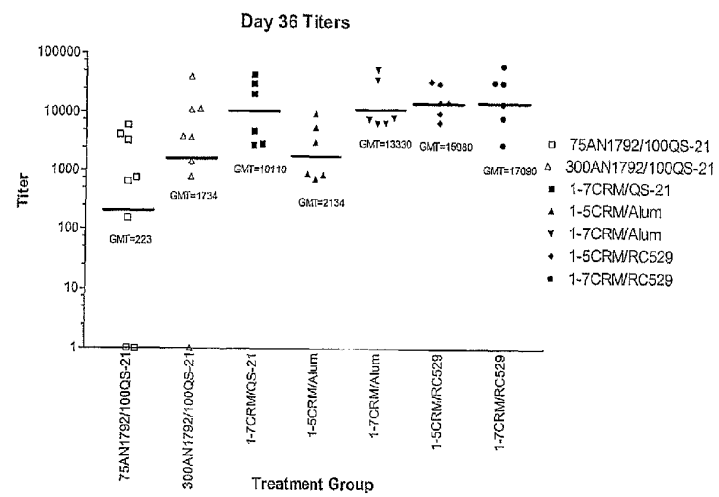 Day 36 Titers
Titer
100000
10000
1000
100
10
1
GMT=223
GMT=1734
GMT=10110
GMT=2134
GMT=13330
GMT=15080
GMT=17090
75AN1792/100QS-21
300AN1792/100QS-21
1-7CRM/QS-21
1-5CRM/Alum
1-7CRM/Alum
1-5CRM/RC529
1-7CRM/RC529
Treatment Group
75AN1792/100QS-21
300AN1792/100QS-21
1-7CRM/QS-21
1-5CRM/Alum
1-7CRM/Alum
1-5CRM/RC529
1-7CRM/RC529